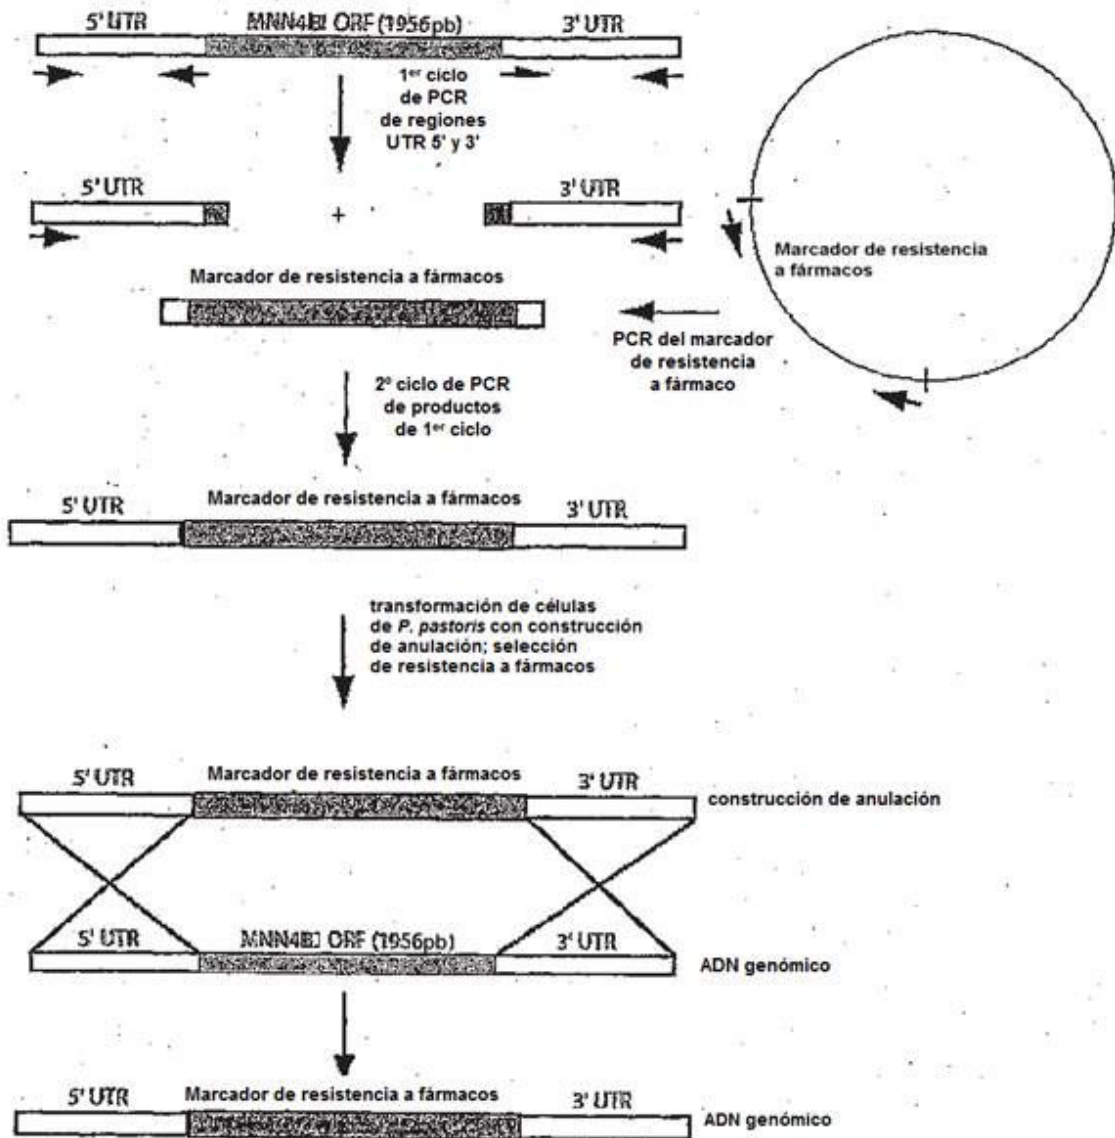 5' UTR
MNN4B ORF (1956pb)
3' UTR
1er ciclo
de PCR
de regiones
UTR 5' y 3'
5' UTR
+
3' UTR
Marcador de resistencia
a fármacos
Marcador de resistencia a fármacos
PCR del marcador
de resistencia
a fármaco
2º ciclo de PCR
de productos
de 1er ciclo
5' UTR
Marcador de resistencia a fármacos
3' UTR
transformación de células
de P. pastoris con construcción
de anulación; selección
de resistencia a fármacos
5' UTR
Marcador de resistencia a fármacos
3' UTR
construcción de anulación
5' UTR
ORF (1956pb)
3' UTR
ADN genómico
5' UTR
Marcador de resistencia a fármacos
3' UTR
ADN genómico